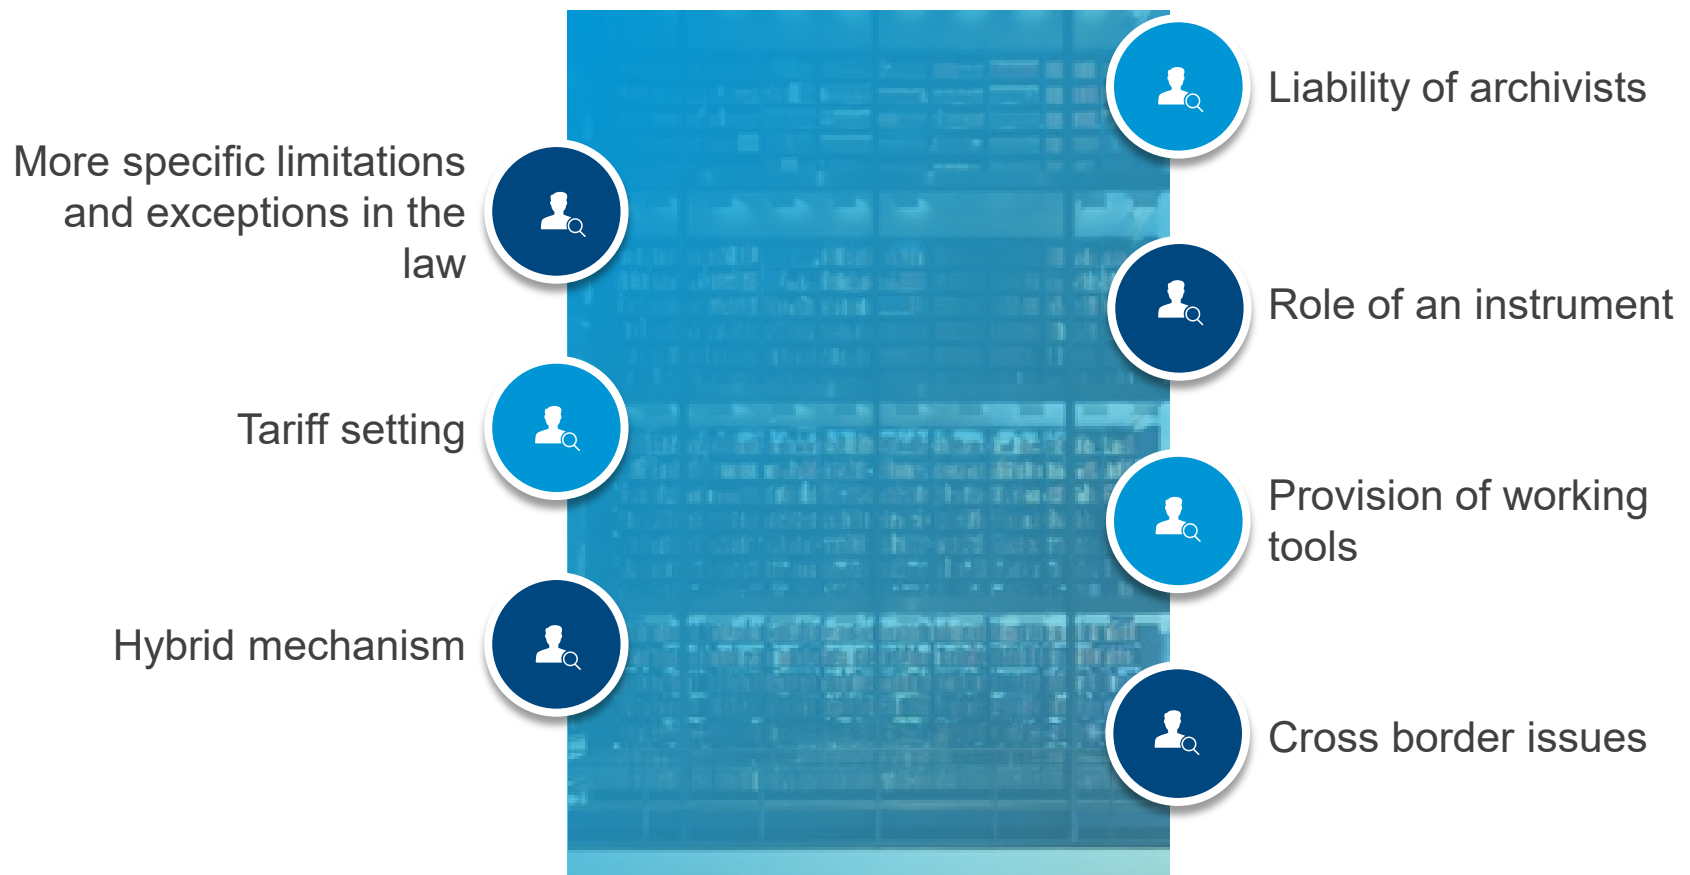 More specific limitations
and exceptions in the
law
Tariff setting
Hybrid mechanism
Liability of archivists
Role of an instrument
Provision of working
tools
Cross border issues